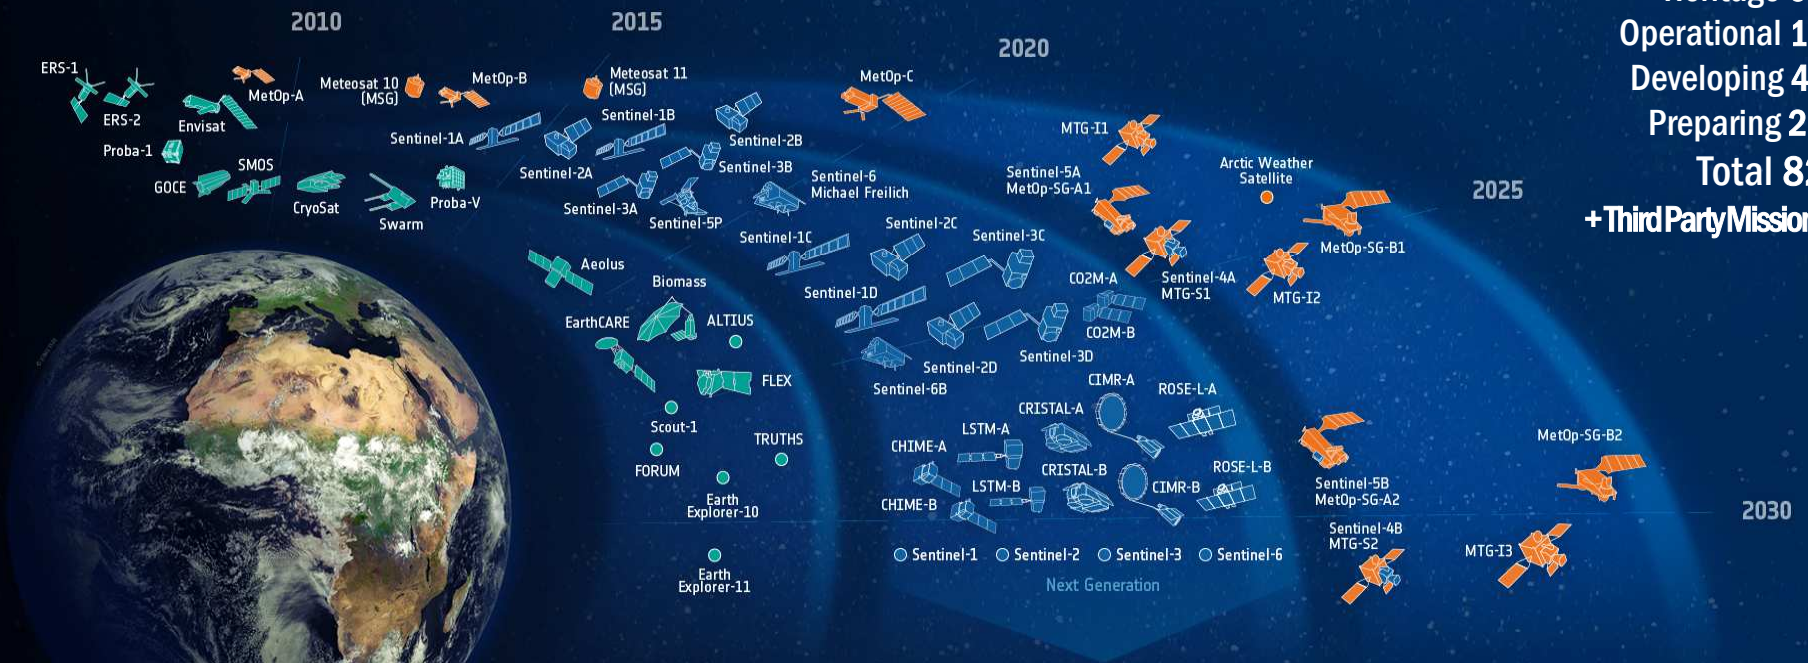 2010
2015
2020
2025
2030
Operational 1
Developing 4
Preparing 2
Total 8
+Third Party Mission
ERS-1
ERS-2
MetOp-A
Envisat
Proba-1
GOCE
SMOS
CryoSat
Swarm
Proba-V
Meteosat 10
(MSG)
MetOp-B
Meteosat 11
(MSG)
MetOp-C
Sentinel-1A
Sentinel-1B
Sentinel-2A
Sentinel-2B
Sentinel-3A
Sentinel-3B
Sentinel-5P
Sentinel-6
Michael Freilich
Sentinel-1C
Sentinel-2C
Sentinel-3C
Sentinel-1D
Sentinel-2D
Sentinel-3D
Sentinel-6B
CO2M-A
CO2M-B
MTG-I1
Sentinel-5A
MetOp-SG-A1
Arctic Weather
Satellite
MetOp-SG-B1
Sentinel-4A
MTG-S1
MTG-I2
Aeolus
Biomass
EarthCARE
ALTIUS
FLEX
Scout-1
FORUM
TRUTHS
Earth
Explorer-10
Earth
Explorer-11
CIMR-A
ROSE-L-A
CRISTAL-A
LSTM-A
CHIME-A
CRISTAL-B
ROSE-L-B
LSTM-B
CIMR-B
CHIME-B
Sentinel-1
Sentinel-2
Sentinel-3
Sentinel-6
Next Generation
Sentinel-5B
MetOp-SG-A2
MetOp-SG-B2
Sentinel-4B
MTG-S2
MTG-I3